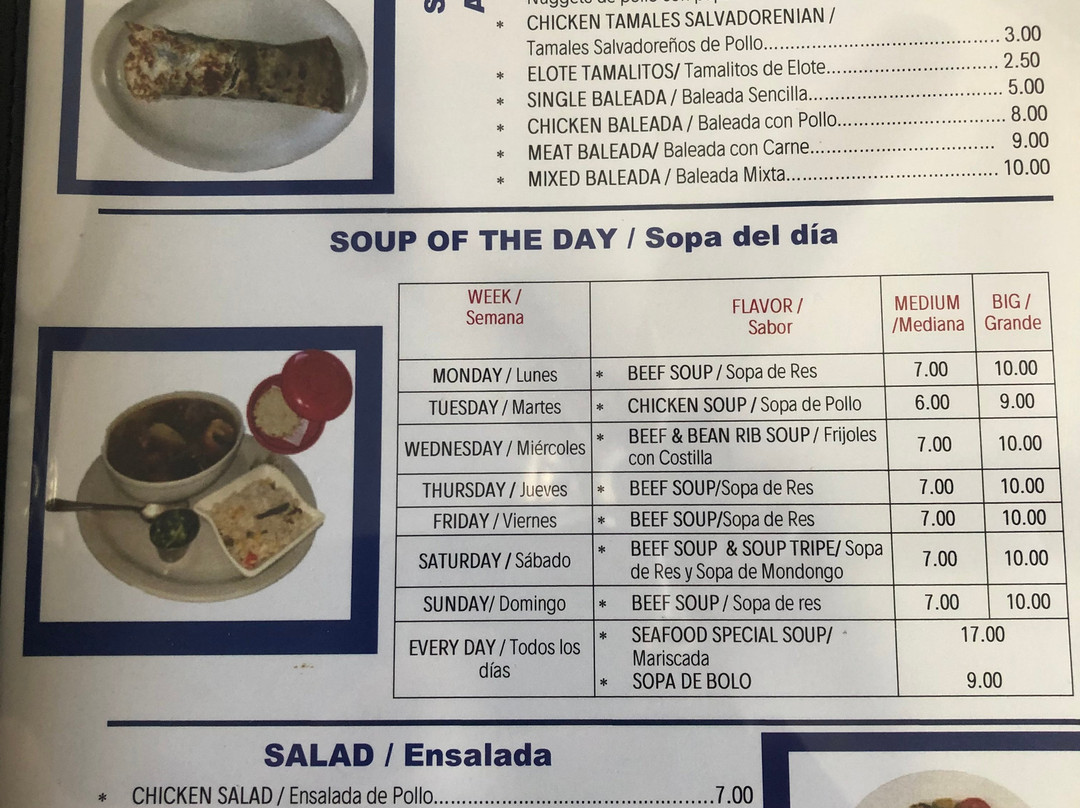 * CHICKEN TAMALES SALVADORENIAN /
Tamales Salvadoreños de Pollo........................................ 3.00
* ELOTE TAMALITOS/ Tamalitos de Elote............................. 2.50
* SINGLE BALEADA / Baleada Sencilla................................. 5.00
* CHICKEN BALEADA / Baleada con Pollo............................. 8.00
* MEAT BALEADA/ Baleada con Carne................................ 9.00
* MIXED BALEADA / Baleada Mixta.................................... 10.00
SOUP OF THE DAY / Sopa del día
WEEK /
Semana
FLAVOR /
Sabor
MEDIUM
/Mediana
BIG /
Grande
MONDAY / Lunes * BEEF SOUP / Sopa de Res 7.00 10.00
TUESDAY / Martes * CHICKEN SOUP / Sopa de Pollo 6.00 9.00
WEDNESDAY / Miércoles * BEEF & BEAN RIB SOUP / Frijoles
con Costilla 7.00 10.00
THURSDAY / Jueves * BEEF SOUP/Sopa de Res 7.00 10.00
FRIDAY / Viernes * BEEF SOUP/Sopa de Res 7.00 10.00
SATURDAY / Sábado * BEEF SOUP & SOUP TRIPE/ Sopa
de Res y Sopa de Mondongo 7.00 10.00
SUNDAY/ Domingo * BEEF SOUP / Sopa de res 7.00 10.00
EVERY DAY / Todos los
días
* SEAFOOD SPECIAL SOUP/ 17.00
Mariscada
* SOPA DE BOLO 9.00
SALAD / Ensalada
* CHICKEN SALAD / Ensalada de Pollo...............................................7.00